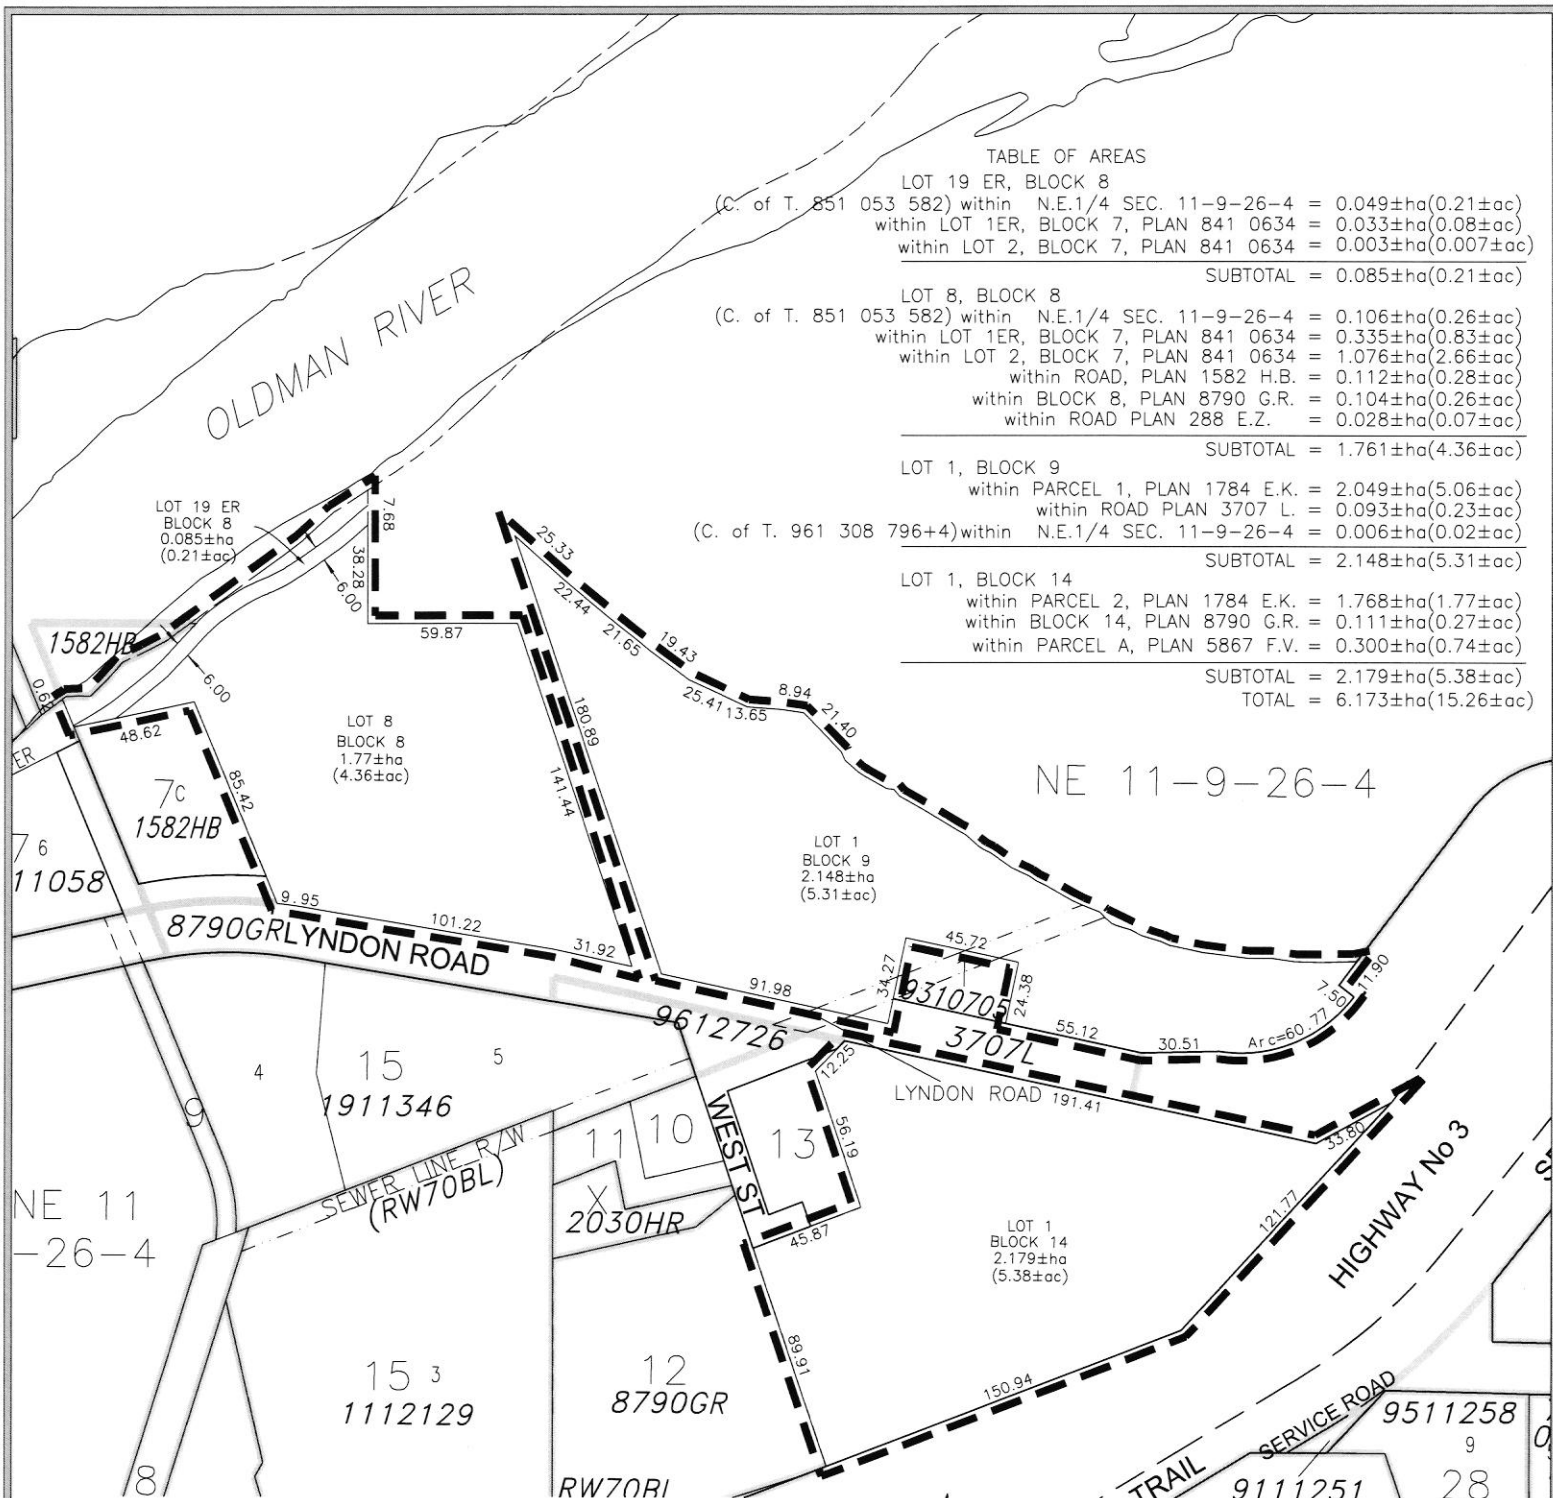 TABLE OF AREAS
LOT 19 ER, BLOCK 8
(C. of T. 851 053 582) within N.E.1/4 SEC. 11-9-26-4 = 0.049±ha(0.21±ac)
within LOT 1ER, BLOCK 7, PLAN 841 0634 = 0.033±ha(0.08±ac)
within LOT 2, BLOCK 7, PLAN 841 0634 = 0.003±ha(0.007±ac)
SUBTOTAL = 0.085±ha(0.21±ac)
LOT 8, BLOCK 8
(C. of T. 851 053 582) within N.E.1/4 SEC. 11-9-26-4 = 0.106±ha(0.26±ac)
within LOT 1ER, BLOCK 7, PLAN 841 0634 = 0.335±ha(0.83±ac)
within LOT 2, BLOCK 7, PLAN 841 0634 = 1.076±ha(2.66±ac)
within ROAD, PLAN 1582 H.B. = 0.112±ha(0.28±ac)
within BLOCK 8, PLAN 8790 G.R. = 0.104±ha(0.26±ac)
within ROAD PLAN 288 E.Z. = 0.028±ha(0.07±ac)
SUBTOTAL = 1.761±ha(4.36±ac)
LOT 1, BLOCK 9
within PARCEL 1, PLAN 1784 E.K. = 2.049±ha(5.06±ac)
within ROAD PLAN 3707 L. = 0.093±ha(0.23±ac)
(C. of T. 961 308 796+4)within N.E.1/4 SEC. 11-9-26-4 = 0.006±ha(0.02±ac)
SUBTOTAL = 2.148±ha(5.31±ac)
LOT 1, BLOCK 14
within PARCEL 2, PLAN 1784 E.K. = 1.768±ha(1.77±ac)
within BLOCK 14, PLAN 8790 G.R. = 0.111±ha(0.27±ac)
within PARCEL A, PLAN 5867 F.V. = 0.300±ha(0.74±ac)
SUBTOTAL = 2.179±ha(5.38±ac)
TOTAL = 6.173±ha(15.26±ac)
OLDMAN RIVER
LOT 19 ER
BLOCK 8
0.085±ha
(0.21±ac)
7.68
38.28
6.00
59.87
25.33
22.44
21.65
19.43
25.41
13.65
8.94
21.40
1582HB
0.62
6.00
ER
48.62
85.42
7C
1582HB
LOT 8
BLOCK 8
1.77±ha
(4.36±ac)
180.89
141.44
NE 11-9-26-4
7 6
11058
LOT 1
BLOCK 9
2.148±ha
(5.31±ac)
9.95
101.22
31.92
8790GR
LYNDON ROAD
91.98
34.27
45.72
24.38
9310705
9612726
3707L
55.12
30.51
Arc=60.77
7.50
11.90
LYNDON ROAD
191.41
33.80
12.25
56.19
4
15
5
1911346
9
SEWER LINE R/W
(RW70BL)
11
10
13
WEST ST
X
2030HR
45.87
NE 11
-26-4
LOT 1
BLOCK 14
2.179±ha
(5.38±ac)
121.77
HIGHWAY No 3
89.91
150.94
15 3
1112129
12
8790GR
8
RW70BL
TRAIL
SERVICE ROAD
9511258
9
28
9111251